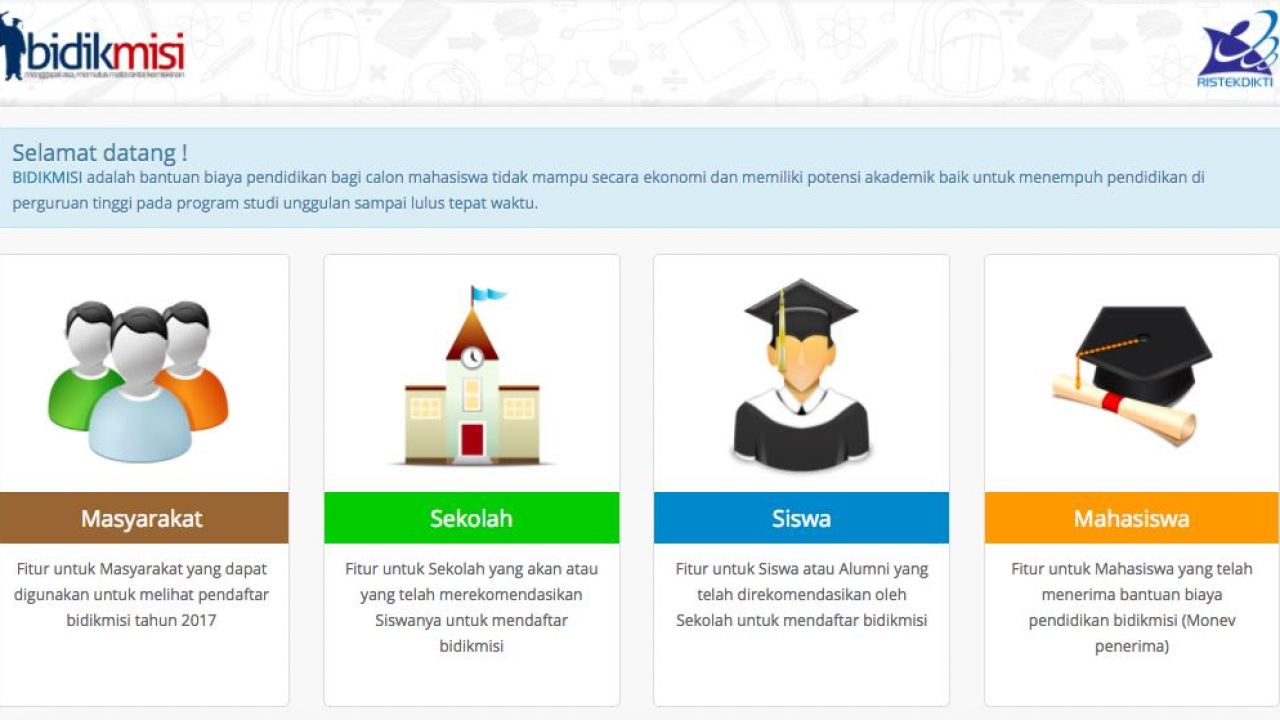 bidikmisi
menggapai asa, memutus mata rantai kemiskinan
RISTEKDIKTI
Selamat datang !
BIDIKMISI adalah bantuan biaya pendidikan bagi calon mahasiswa tidak mampu secara ekonomi dan memiliki potensi akademik baik untuk menempuh pendidikan di
perguruan tinggi pada program studi unggulan sampai lulus tepat waktu.
Masyarakat
Fitur untuk Masyarakat yang dapat
digunakan untuk melihat pendaftar
bidikmisi tahun 2017
Sekolah
Fitur untuk Sekolah yang akan atau
yang telah merekomendasikan
Siswanya untuk mendaftar
bidikmisi
Siswa
Fitur untuk Siswa atau Alumni yang
telah direkomendasikan oleh
Sekolah untuk mendaftar bidikmisi
Mahasiswa
Fitur untuk Mahasiswa yang telah
menerima bantuan biaya
pendidikan bidikmisi (Monev
penerima)